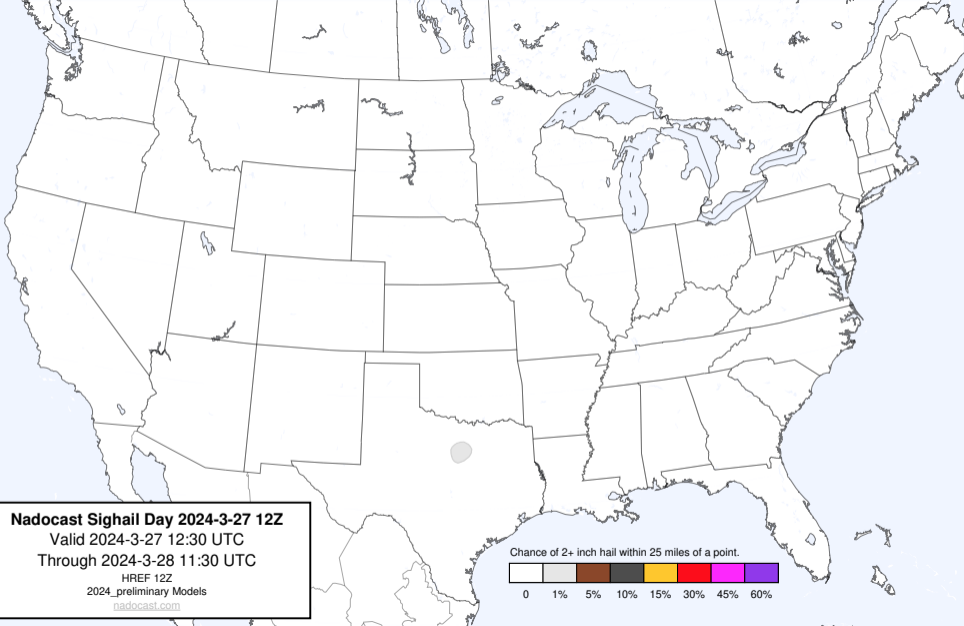 Nadocast Sighail Day 2024-3-27 12Z
Valid 2024-3-27 12:30 UTC
Through 2024-3-28 11:30 UTC
HREF 12Z
2024_preliminary Models
nadocast.com
Chance of 2+ inch hail within 25 miles of a point.
0 1% 5% 10% 15% 30% 45% 60%